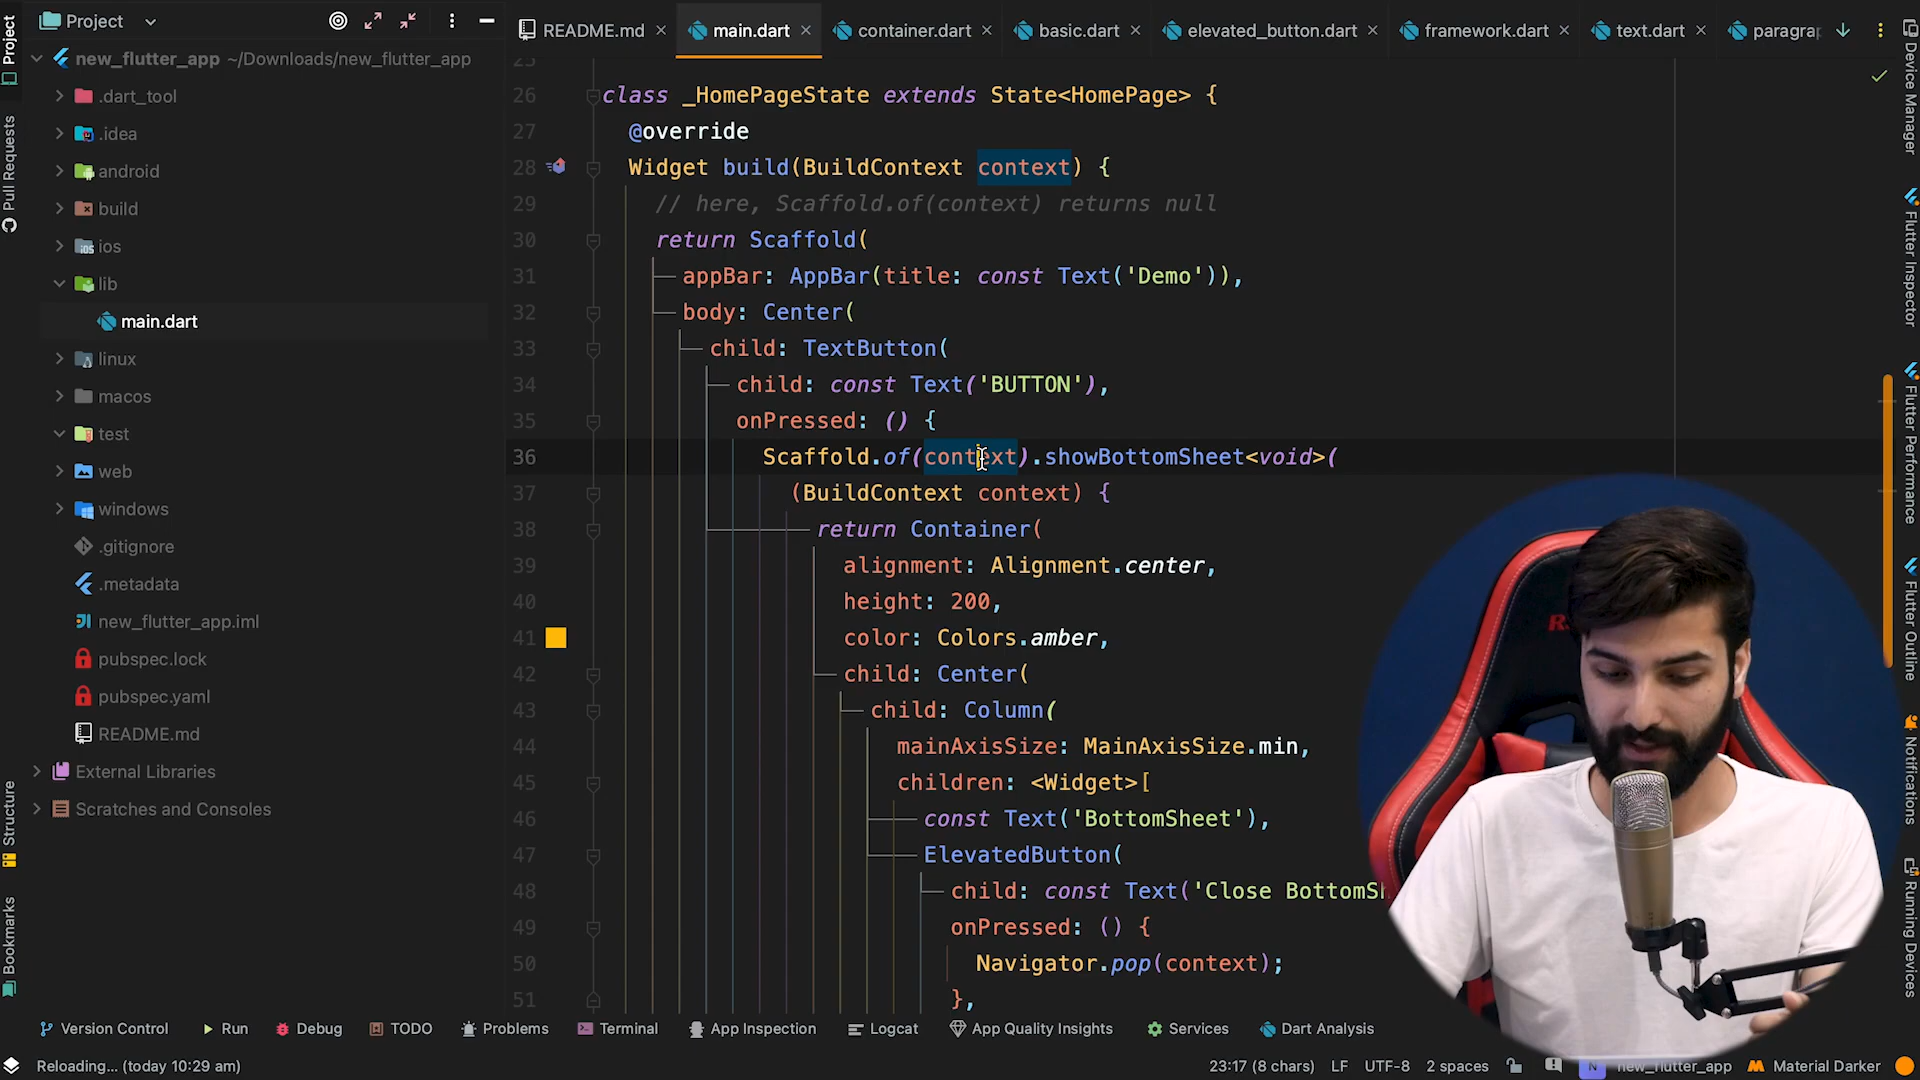 Project
README.md
main.dart
container.dart
basic.dart
elevated_button.dart
framework.dart
text.dart
paragra
Project
Pull Requests
Structure
Bookmarks
new_flutter_app ~/Downloads/new_flutter_app
.dart_tool
.idea
android
build
ios
lib
main.dart
linux
macos
test
web
windows
.gitignore
.metadata
new_flutter_app.iml
pubspec.lock
pubspec.yaml
README.md
External Libraries
Scratches and Consoles
25
26 class _HomePageState extends State<HomePage> {
27 @override
28 Widget build(BuildContext context) {
29 // here, Scaffold.of(context) returns null
30 return Scaffold(
31 appBar: AppBar(title: const Text('Demo')),
32 body: Center(
33 child: TextButton(
34 child: const Text('BUTTON'),
35 onPressed: () {
36 Scaffold.of(context).showBottomSheet<void>(
37 (BuildContext context) {
38 return Container(
39 alignment: Alignment.center,
40 height: 200,
41 color: Colors.amber,
42 child: Center(
43 child: Column(
44 mainAxisSize: MainAxisSize.min,
45 children: <Widget>[
46 const Text('BottomSheet'),
47 ElevatedButton(
48 child: const Text('Close BottomSh
49 onPressed: () {
50 Navigator.pop(context);
51 },
Device Manager
Flutter Inspector
Flutter Performance
Flutter Outline
Notifications
Running Devices
Version Control
Run
Debug
TODO
Problems
Terminal
App Inspection
Logcat
App Quality Insights
Services
Dart Analysis
Reloading... (today 10:29 am)
23:17 (8 chars)
LF
UTF-8
2 spaces
N
new_flutter_app
Material Darker